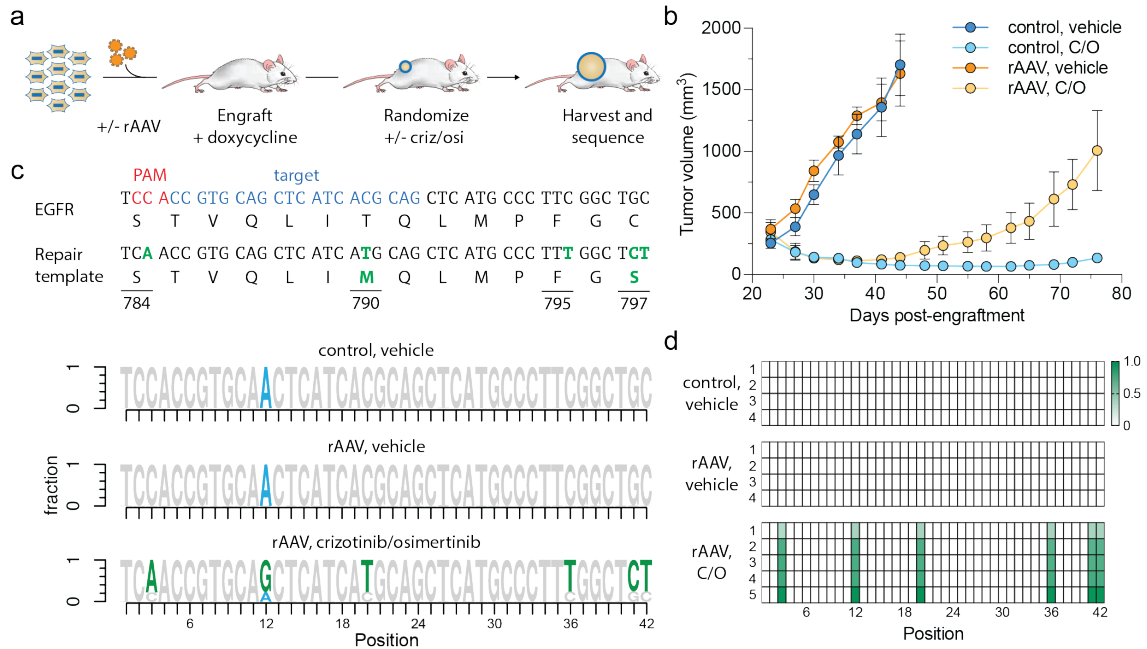 a
+/- rAAV
Engraft
+ doxycycline
Randomize
+/- criz/osi
Harvest and
sequence
b
Tumor volume (mm³)
2000
1500
1000
500
0
20 30 40 50 60 70 80
Days post-engraftment
control, vehicle
control, C/O
rAAV, vehicle
rAAV, C/O
c
PAM target
EGFR
TCC ACC GTG CAG CTC ATC ACG CAG CTC ATG CCC TTC GGC TGC
S T V Q L I T Q L M P F G C
Repair
template
TCA ACC GTG CAG CTC ATC ATG CAG CTC ATG CCC TTT GGC TCT
S T V Q L I M Q L M P F G S
784 790 795 797
fraction
control, vehicle
1
0
TCCACCGTGCAACTCATCACGCAGCTCATGCCCTTCGGCTGC
rAAV, vehicle
1
0
TCCACCGTGCAACTCATCACGCAGCTCATGCCCTTCGGCTGC
rAAV, crizotinib/osimertinib
1
0
TCAACCGTGCAGCTCATCATGCAGCTCATGCCCTTTGGCTCT
C A C C GC
6 12 18 24 30 36 42
Position
d
control,
vehicle
1
2
3
4
1.0
0.5
0
rAAV,
vehicle
1
2
3
4
rAAV,
C/O
1
2
3
4
5
6 12 18 24 30 36 42
Position